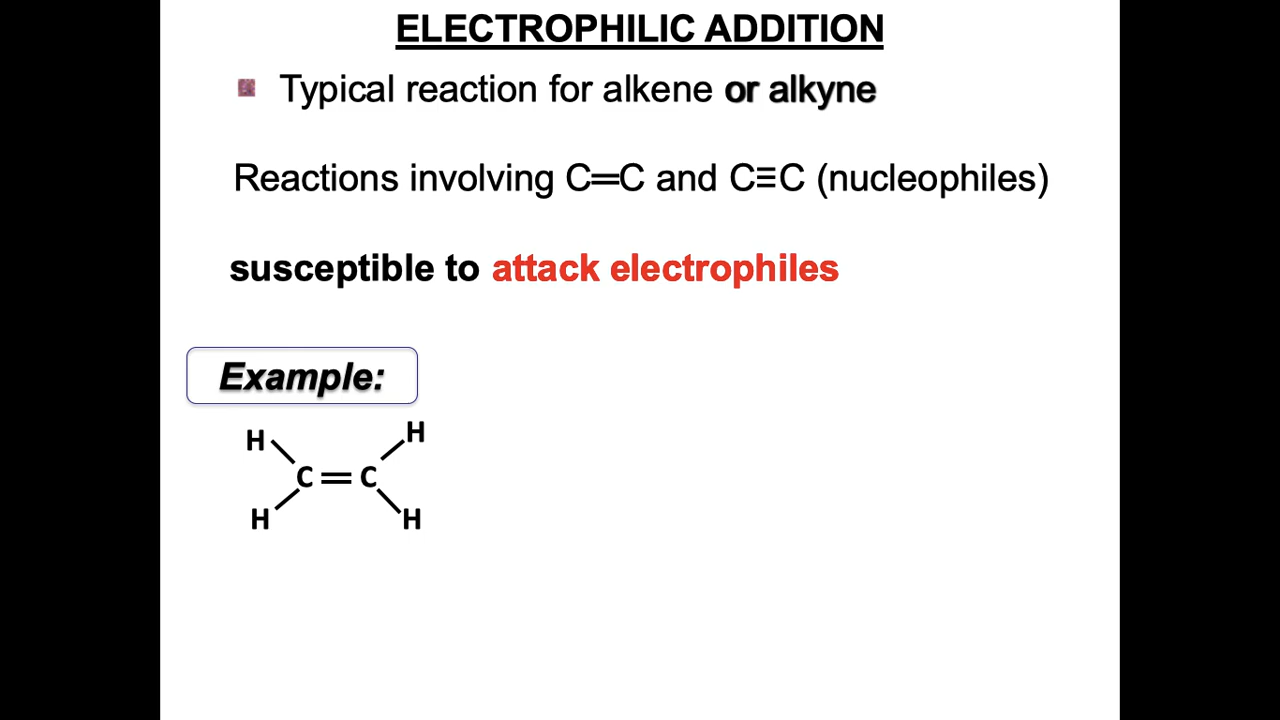 ELECTROPHILIC ADDITION
Typical reaction for alkene or alkyne
Reactions involving C=C and C≡C (nucleophiles)
susceptible to attack electrophiles
Example:
H H
C = C
H H